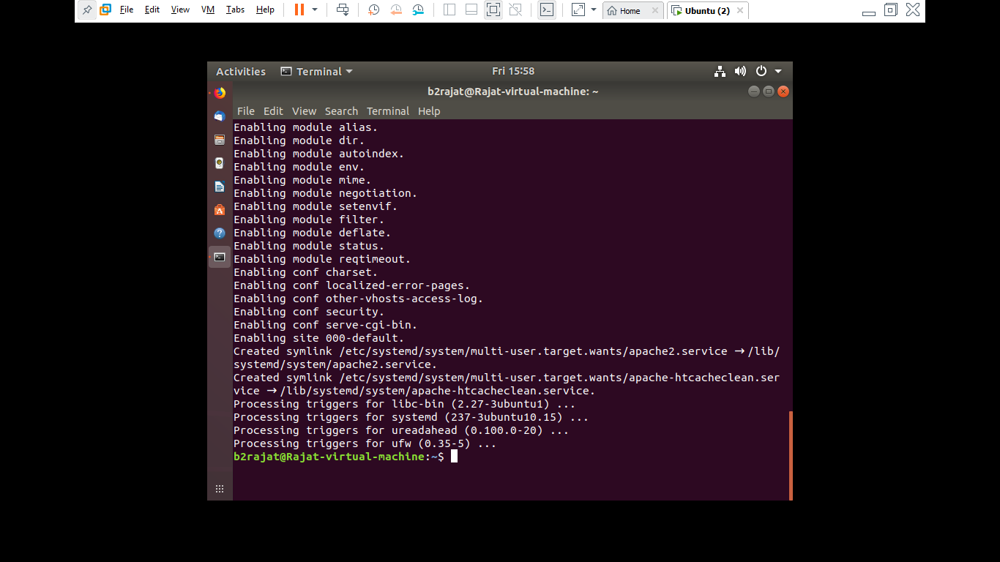 File Edit View VM Tabs Help Home Ubuntu (2)
Activities Terminal Fri 15:58
b2rajat@Rajat-virtual-machine: ~
File Edit View Search Terminal Help
Enabling module alias.
Enabling module dir.
Enabling module autoindex.
Enabling module env.
Enabling module mime.
Enabling module negotiation.
Enabling module setenvif.
Enabling module filter.
Enabling module deflate.
Enabling module status.
Enabling module reqtimeout.
Enabling conf charset.
Enabling conf localized-error-pages.
Enabling conf other-vhosts-access-log.
Enabling conf security.
Enabling conf serve-cgi-bin.
Enabling site 000-default.
Created symlink /etc/systemd/system/multi-user.target.wants/apache2.service → /lib/
systemd/system/apache2.service.
Created symlink /etc/systemd/system/multi-user.target.wants/apache-htcacheclean.ser
vice → /lib/systemd/system/apache-htcacheclean.service.
Processing triggers for libc-bin (2.27-3ubuntu1) ...
Processing triggers for systemd (237-3ubuntu10.15) ...
Processing triggers for ureadahead (0.100.0-20) ...
Processing triggers for ufw (0.35-5) ...
b2rajat@Rajat-virtual-machine:~$